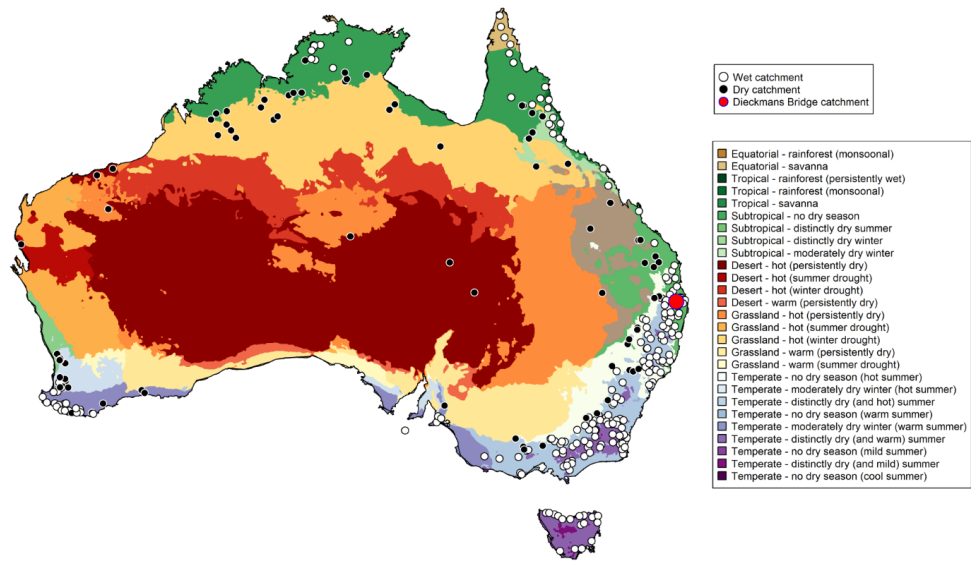 Wet catchment
Dry catchment
Dieckmans Bridge catchment
Equatorial - rainforest (monsoonal)
Equatorial - savanna
Tropical - rainforest (persistently wet)
Tropical - rainforest (monsoonal)
Tropical - savanna
Subtropical - no dry season
Subtropical - distinctly dry summer
Subtropical - distinctly dry winter
Subtropical - moderately dry winter
Desert - hot (persistently dry)
Desert - hot (summer drought)
Desert - hot (winter drought)
Desert - warm (persistently dry)
Grassland - hot (persistently dry)
Grassland - hot (summer drought)
Grassland - hot (winter drought)
Grassland - warm (persistently dry)
Grassland - warm (summer drought)
Temperate - no dry season (hot summer)
Temperate - moderately dry winter (hot summer)
Temperate - distinctly dry (and hot) summer
Temperate - no dry season (warm summer)
Temperate - moderately dry winter (warm summer)
Temperate - distinctly dry (and warm) summer
Temperate - no dry season (mild summer)
Temperate - distinctly dry (and mild) summer
Temperate - no dry season (cool summer)